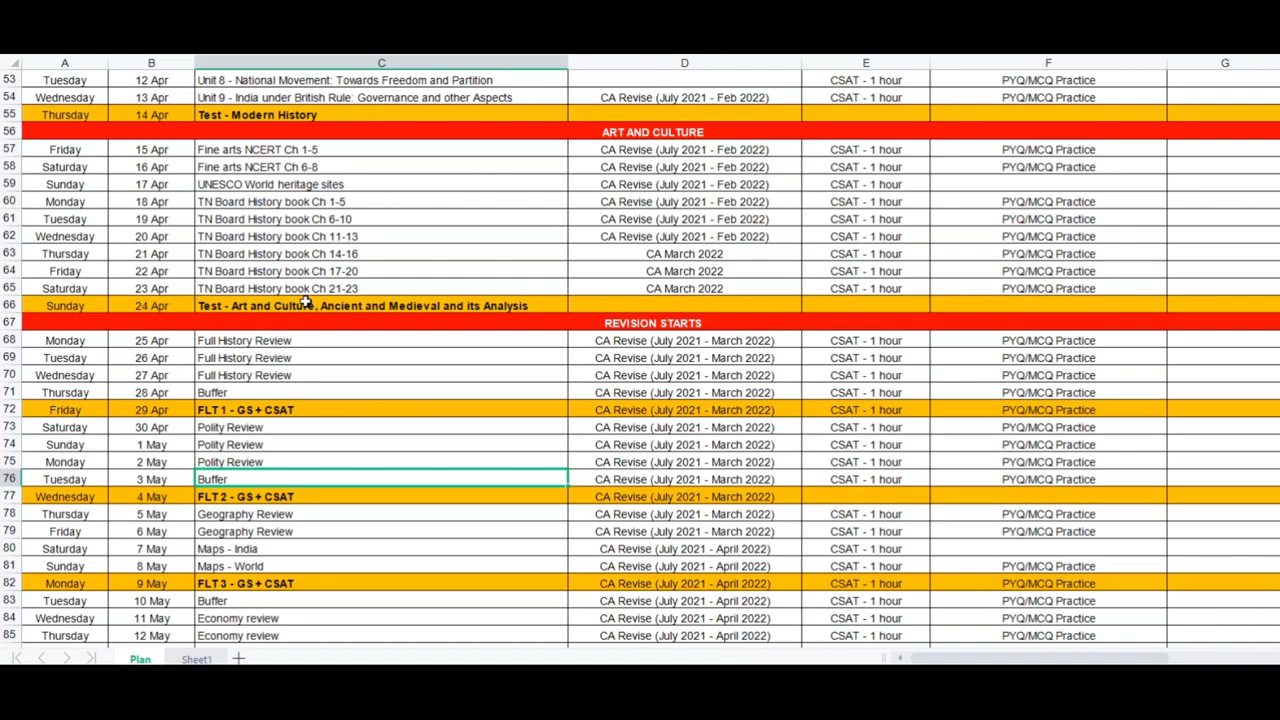 A B C D E F G
53 Tuesday 12 Apr Unit 8 - National Movement: Towards Freedom and Partition CSAT - 1 hour PYQ/MCQ Practice
54 Wednesday 13 Apr Unit 9 - India under British Rule: Governance and other Aspects CA Revise (July 2021 - Feb 2022) CSAT - 1 hour PYQ/MCQ Practice
55 Thursday 14 Apr Test - Modern History
56 ART AND CULTURE
57 Friday 15 Apr Fine arts NCERT Ch 1-5 CA Revise (July 2021 - Feb 2022) CSAT - 1 hour PYQ/MCQ Practice
58 Saturday 16 Apr Fine arts NCERT Ch 6-8 CA Revise (July 2021 - Feb 2022) CSAT - 1 hour PYQ/MCQ Practice
59 Sunday 17 Apr UNESCO World heritage sites CA Revise (July 2021 - Feb 2022) CSAT - 1 hour
60 Monday 18 Apr TN Board History book Ch 1-5 CA Revise (July 2021 - Feb 2022) CSAT - 1 hour PYQ/MCQ Practice
61 Tuesday 19 Apr TN Board History book Ch 6-10 CA Revise (July 2021 - Feb 2022) CSAT - 1 hour PYQ/MCQ Practice
62 Wednesday 20 Apr TN Board History book Ch 11-13 CA Revise (July 2021 - Feb 2022) CSAT - 1 hour PYQ/MCQ Practice
63 Thursday 21 Apr TN Board History book Ch 14-16 CA March 2022 CSAT - 1 hour PYQ/MCQ Practice
64 Friday 22 Apr TN Board History book Ch 17-20 CA March 2022 CSAT - 1 hour PYQ/MCQ Practice
65 Saturday 23 Apr TN Board History book Ch 21-23 CA March 2022 CSAT - 1 hour PYQ/MCQ Practice
66 Sunday 24 Apr Test - Art and Culture, Ancient and Medieval and its Analysis
67 REVISION STARTS
68 Monday 25 Apr Full History Review CA Revise (July 2021 - March 2022) CSAT - 1 hour PYQ/MCQ Practice
69 Tuesday 26 Apr Full History Review CA Revise (July 2021 - March 2022) CSAT - 1 hour PYQ/MCQ Practice
70 Wednesday 27 Apr Full History Review CA Revise (July 2021 - March 2022) CSAT - 1 hour PYQ/MCQ Practice
71 Thursday 28 Apr Buffer CA Revise (July 2021 - March 2022) CSAT - 1 hour PYQ/MCQ Practice
72 Friday 29 Apr FLT 1 - GS + CSAT CA Revise (July 2021 - March 2022) CSAT - 1 hour PYQ/MCQ Practice
73 Saturday 30 Apr Polity Review CA Revise (July 2021 - March 2022) CSAT - 1 hour PYQ/MCQ Practice
74 Sunday 1 May Polity Review CA Revise (July 2021 - March 2022) CSAT - 1 hour PYQ/MCQ Practice
75 Monday 2 May Polity Review CA Revise (July 2021 - March 2022) CSAT - 1 hour PYQ/MCQ Practice
76 Tuesday 3 May Buffer CA Revise (July 2021 - March 2022) CSAT - 1 hour PYQ/MCQ Practice
77 Wednesday 4 May FLT 2 - GS + CSAT CA Revise (July 2021 - March 2022)
78 Thursday 5 May Geography Review CA Revise (July 2021 - March 2022) CSAT - 1 hour PYQ/MCQ Practice
79 Friday 6 May Geography Review CA Revise (July 2021 - March 2022) CSAT - 1 hour PYQ/MCQ Practice
80 Saturday 7 May Maps - India CA Revise (July 2021 - April 2022) CSAT - 1 hour
81 Sunday 8 May Maps - World CA Revise (July 2021 - April 2022) CSAT - 1 hour PYQ/MCQ Practice
82 Monday 9 May FLT 3 - GS + CSAT CA Revise (July 2021 - April 2022) CSAT - 1 hour PYQ/MCQ Practice
83 Tuesday 10 May Buffer CA Revise (July 2021 - April 2022) CSAT - 1 hour PYQ/MCQ Practice
84 Wednesday 11 May Economy review CA Revise (July 2021 - April 2022) CSAT - 1 hour PYQ/MCQ Practice
85 Thursday 12 May Economy review CA Revise (July 2021 - April 2022) CSAT - 1 hour PYQ/MCQ Practice
Plan Sheet1